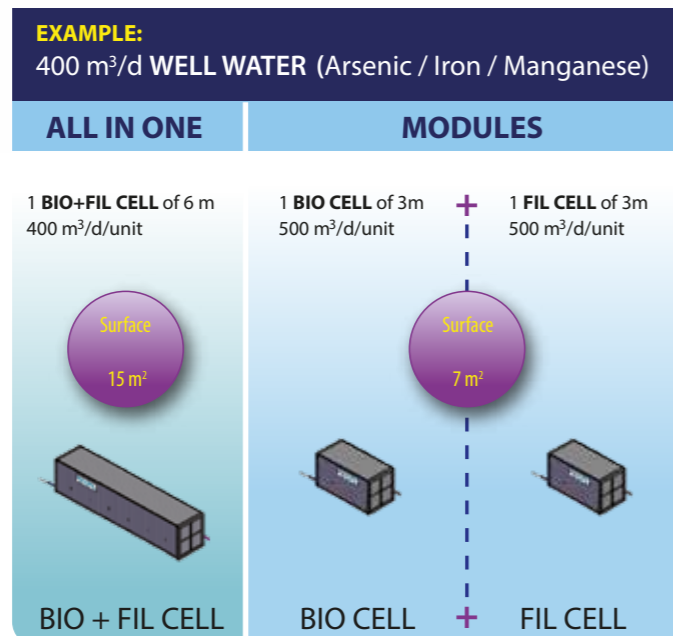 EXAMPLE:
400 m³/d WELL WATER (Arsenic / Iron / Manganese)
ALL IN ONE
MODULES
1 BIO+FIL CELL of 6 m
400 m³/d/unit
1 BIO CELL of 3m
500 m³/d/unit
+
1 FIL CELL of 3m
500 m³/d/unit
Surface
15 m²
Surface
7 m²
BIO + FIL CELL
BIO CELL
+
FIL CELL